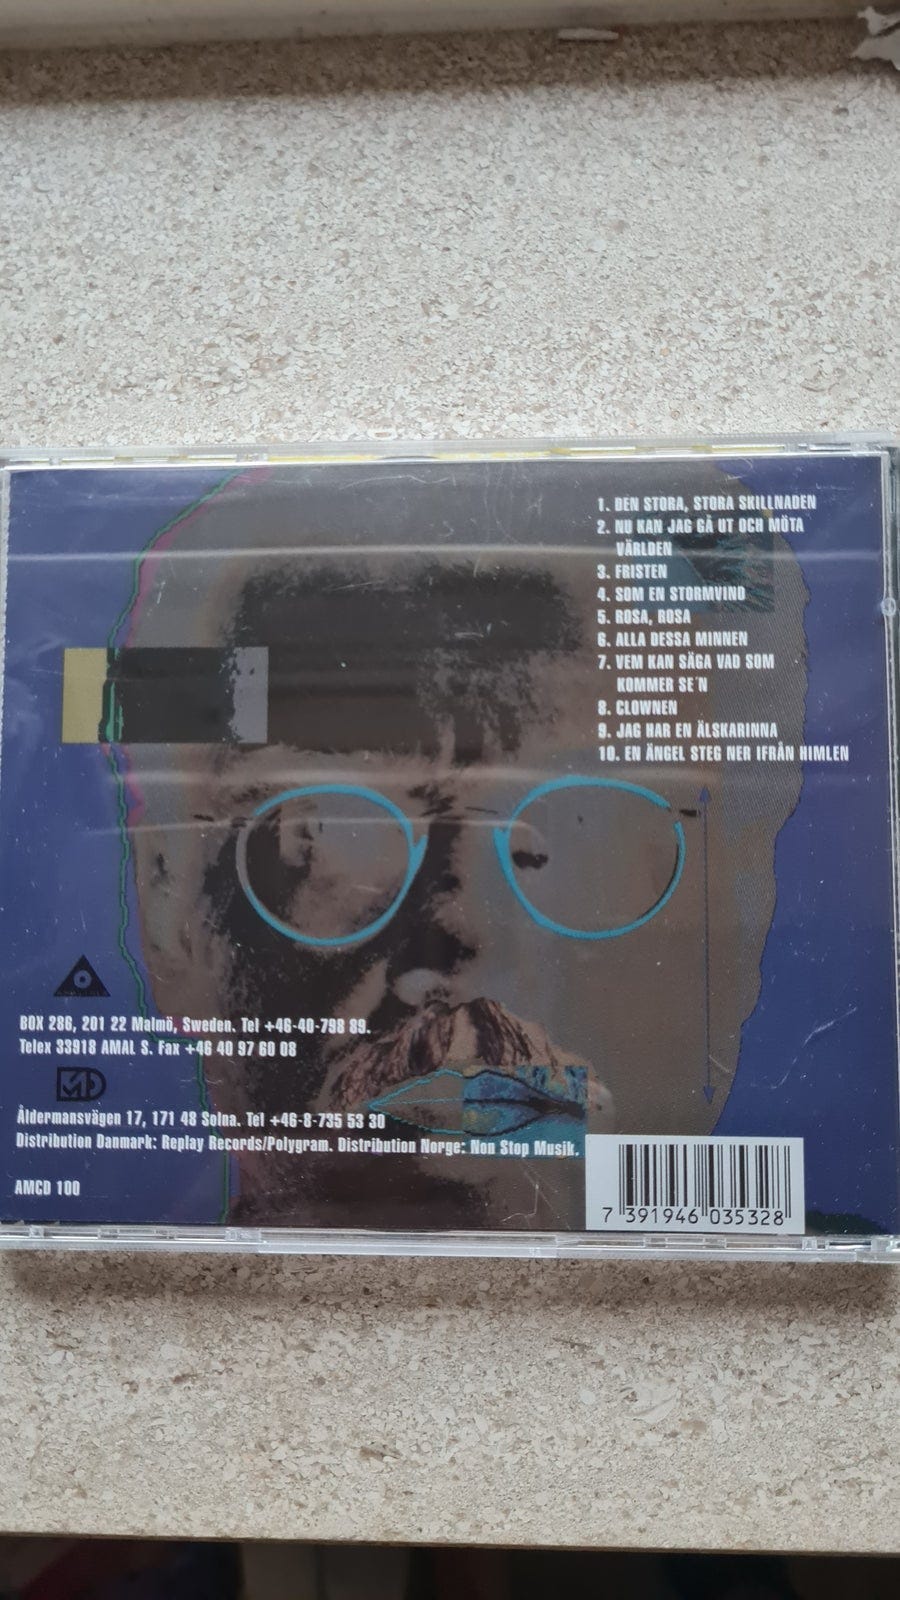 1. DEN STORA, STORA SKILLNADEN
2. NU KAN JAG GÅ UT OCH MÖTA
VÄRLDEN
3. FRISTEN
4. SOM EN STORMVIND
5. ROSA, ROSA
6. ALLA DESSA MINNEN
7. VEM KAN SÄGA VAD SOM
KOMMER SE´N
8. CLOWNEN
9. JAG HAR EN ÄLSKARINNA
10. EN ÄNGEL STEG NER IFRÅN HIMLEN
BOX 286, 201 22 Malmö, Sweden. Tel +46-40-798 89.
Telex 33918 AMAL S. Fax +46 40 97 60 08
MD
Åldermansvägen 17, 171 48 Solna. Tel +46-8-735 53 30
Distribution Danmark: Replay Records/Polygram. Distribution Norge: Non Stop Musik.
AMCD 100
7 391946 035328